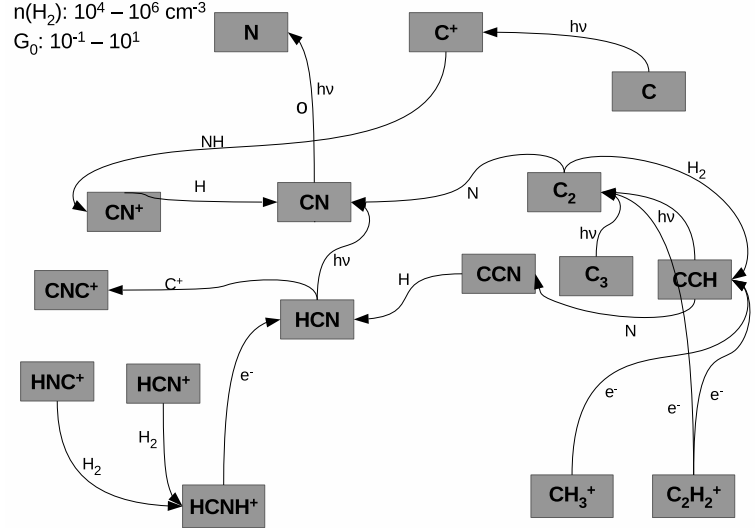 n(H₂): 10⁴ – 10⁶ cm⁻³
G₀: 10⁻¹ – 10¹
N
C⁺
hν
C
hν
O
NH
H₂
H
CN⁺
CN
N
C₂
hν
hν
hν
C₃
CCH
CCN
H
C⁺
CNC⁺
HCN
N
HNC⁺
HCN⁺
e⁻
e⁻
e⁻
e⁻
H₂
H₂
HCNH⁺
CH₃⁺
C₂H₂⁺